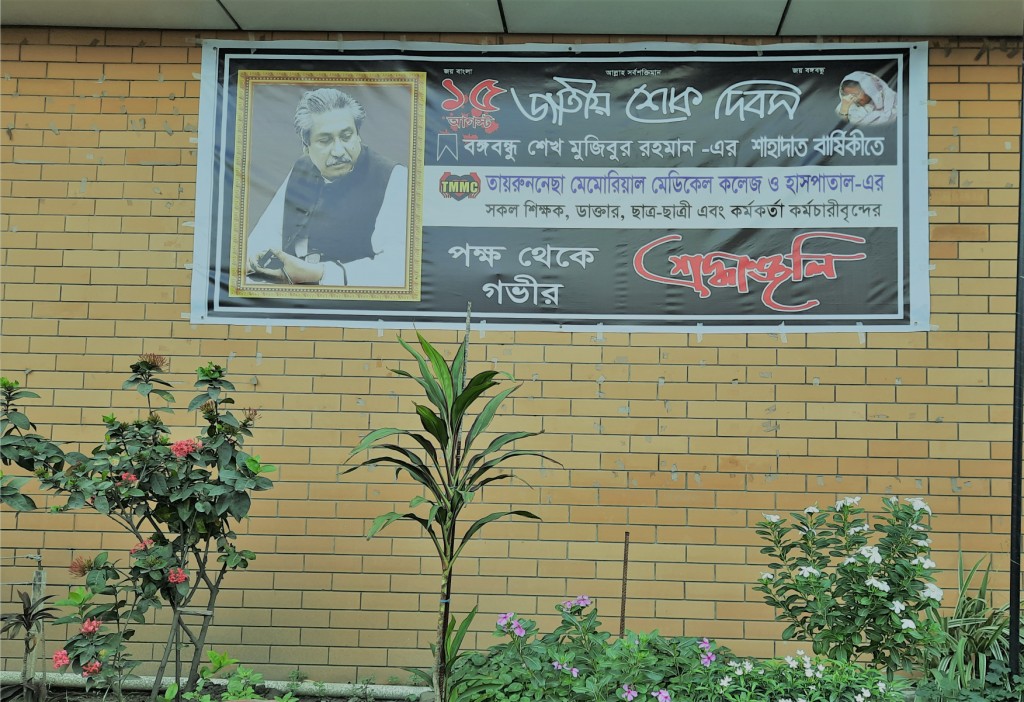 জয় বাংলা
আল্লাহ সর্বশক্তিমান
জয় বঙ্গবন্ধু
১৫ আগস্ট
জাতীয় শোক দিবস
বঙ্গবন্ধু শেখ মুজিবুর রহমান -এর শাহাদাত বার্ষিকীতে
TMMC তায়রুননেছা মেমোরিয়াল মেডিকেল কলেজ ও হাসপাতাল-এর
সকল শিক্ষক, ডাক্তার, ছাত্র-ছাত্রী এবং কর্মকর্তা কর্মচারীবৃন্দের
পক্ষ থেকে
গভীর
শ্রদ্ধাঞ্জলি